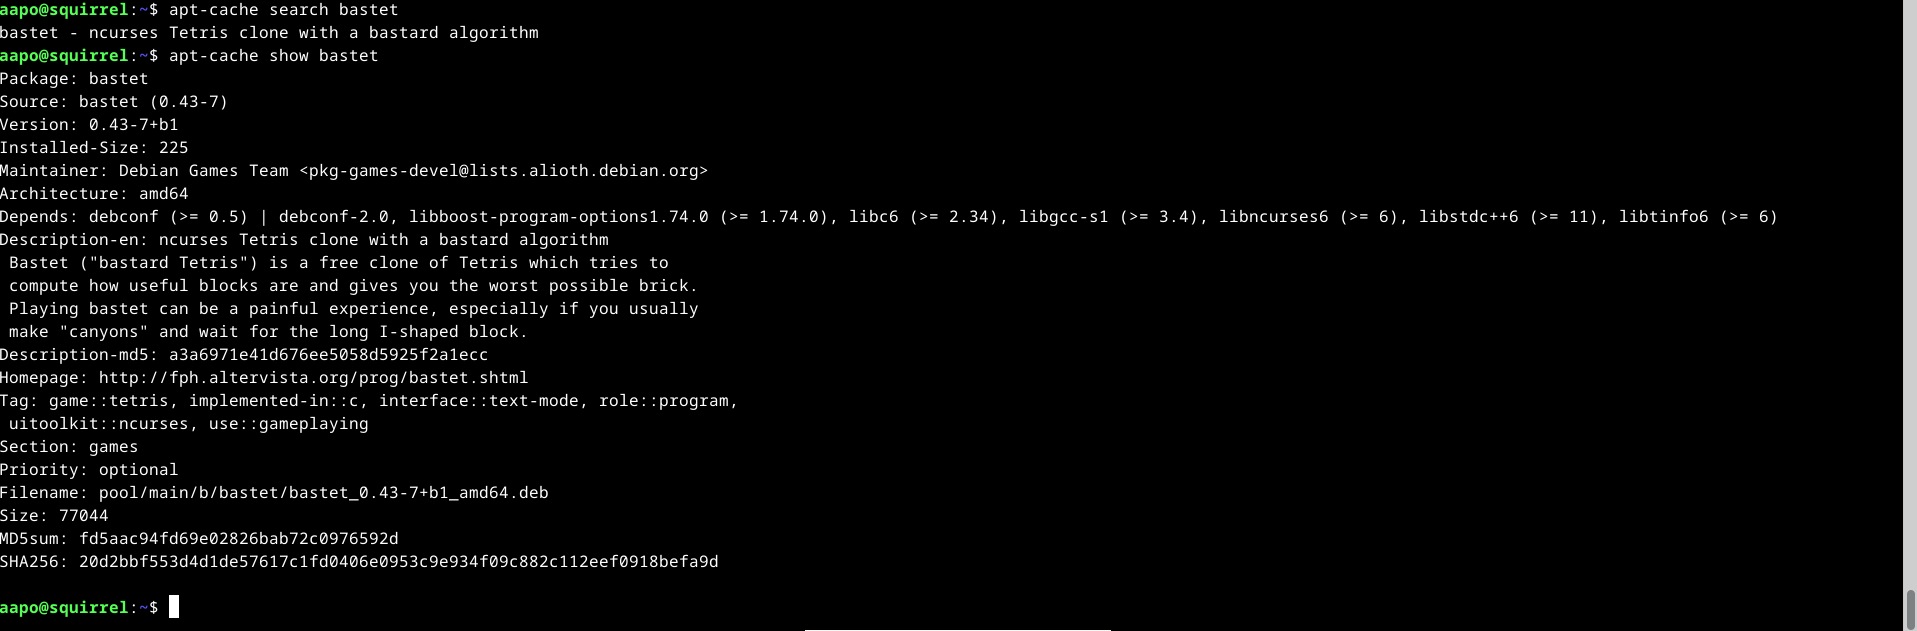 aapo@squirrel:~$ apt-cache search bastet
bastet - ncurses Tetris clone with a bastard algorithm
aapo@squirrel:~$ apt-cache show bastet
Package: bastet
Source: bastet (0.43-7)
Version: 0.43-7+b1
Installed-Size: 225
Maintainer: Debian Games Team <pkg-games-devel@lists.alioth.debian.org>
Architecture: amd64
Depends: debconf (>= 0.5) | debconf-2.0, libboost-program-options1.74.0 (>= 1.74.0), libc6 (>= 2.34), libgcc-s1 (>= 3.4), libncurses6 (>= 6), libstdc++6 (>= 11), libtinfo6 (>= 6)
Description-en: ncurses Tetris clone with a bastard algorithm
 Bastet ("bastard Tetris") is a free clone of Tetris which tries to
 compute how useful blocks are and gives you the worst possible brick.
 Playing bastet can be a painful experience, especially if you usually
 make "canyons" and wait for the long I-shaped block.
Description-md5: a3a6971e41d676ee5058d5925f2a1ecc
Homepage: http://fph.altervista.org/prog/bastet.shtml
Tag: game::tetris, implemented-in::c, interface::text-mode, role::program,
 uitoolkit::ncurses, use::gameplaying
Section: games
Priority: optional
Filename: pool/main/b/bastet/bastet_0.43-7+b1_amd64.deb
Size: 77044
MD5sum: fd5aac94fd69e02826bab72c0976592d
SHA256: 20d2bbf553d4d1de57617c1fd0406e0953c9e934f09c882c112eef0918befa9d
aapo@squirrel:~$